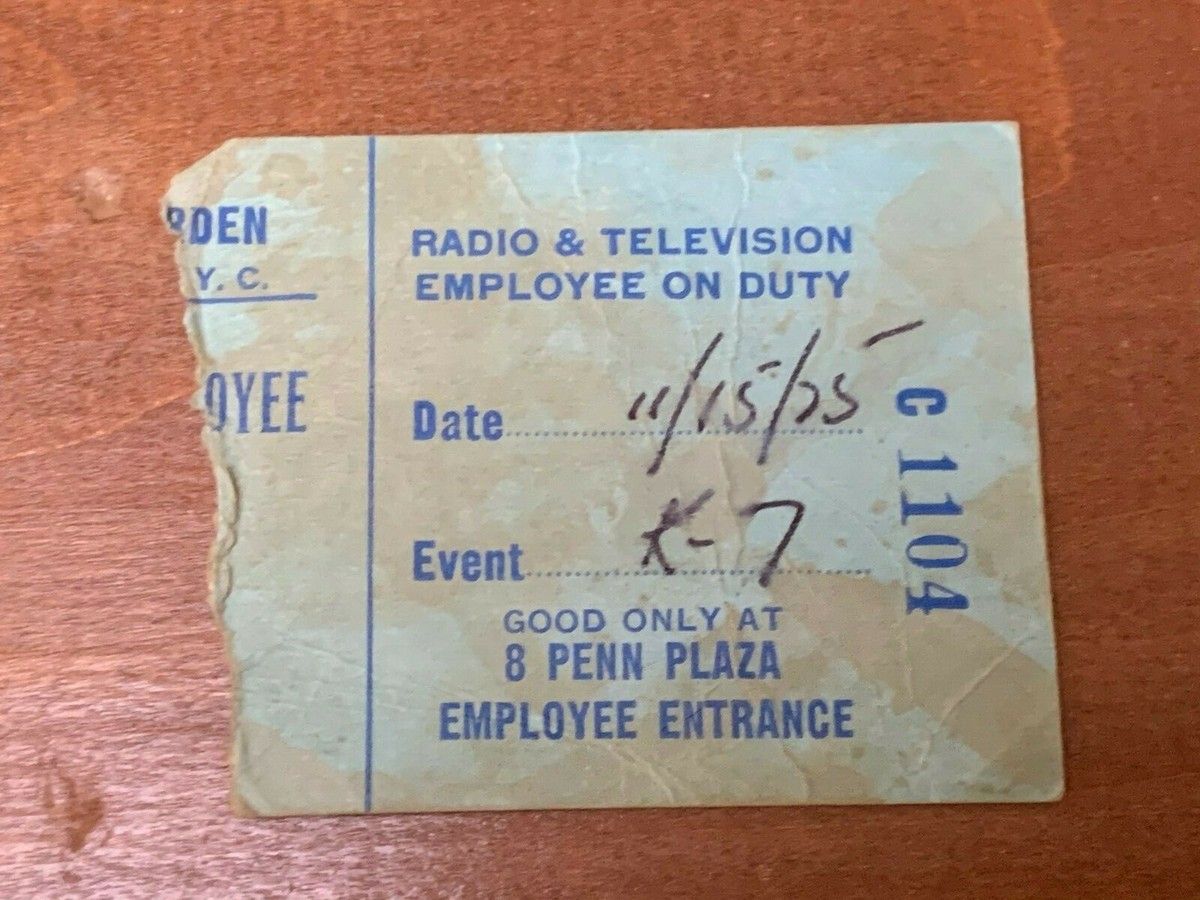 RDEN
Y. C.
OYEE
RADIO & TELEVISION
EMPLOYEE ON DUTY
Date 11/15/75
Event K-7
GOOD ONLY AT
8 PENN PLAZA
EMPLOYEE ENTRANCE
C 1104